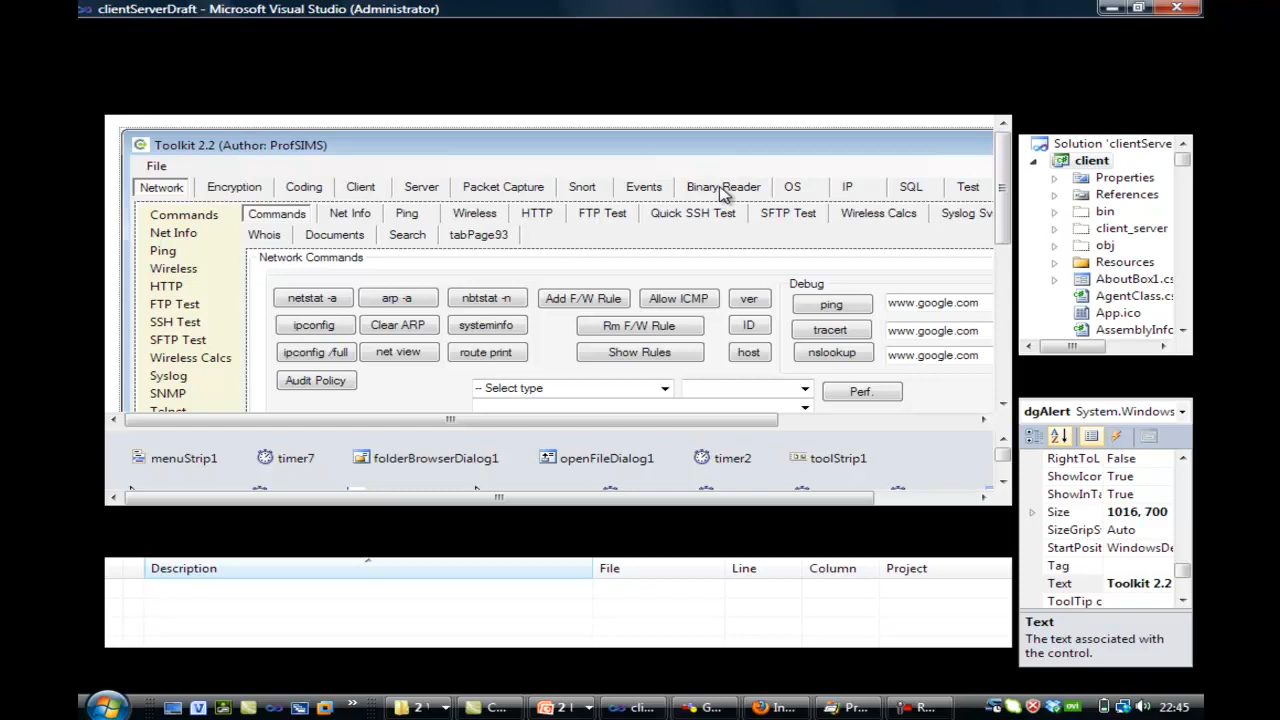 clientServerDraft - Microsoft Visual Studio (Administrator)
Toolkit 2.2 (Author: ProfSIMS)
File
Network Encryption Coding Client Server Packet Capture Snort Events Binary Reader OS IP SQL Test
Commands Net Info Ping Wireless HTTP FTP Test Quick SSH Test SFTP Test Wireless Calcs Syslog Sv
Whois Documents Search tabPage93
Commands
Net Info
Ping
Wireless
HTTP
FTP Test
SSH Test
SFTP Test
Wireless Calcs
Syslog
SNMP
Telnet
Network Commands
netstat -a arp -a nbtstat -n Add F/W Rule Allow ICMP ver
ipconfig Clear ARP systeminfo Rm F/W Rule ID
ipconfig /full net view route print Show Rules host
Audit Policy
-- Select type
Perf.
Debug
ping www.google.com
tracert www.google.com
nslookup www.google.com
menuStrip1 timer7 folderBrowserDialog1 openFileDialog1 timer2 toolStrip1
Description File Line Column Project
Solution 'clientServe
client
Properties
References
bin
client_server
obj
Resources
AboutBox1.cs
AgentClass.cs
App.ico
AssemblyInfo
dgAlert System.Windows
RightToL False
ShowIcor True
ShowInTa True
Size 1016, 700
SizeGripSt Auto
StartPosit WindowsDe
Tag
Text Toolkit 2.2
ToolTip c
Text
The text associated with
the control.
2 C... 2 I cli... G... In... Pr... R...
ovi
22:45